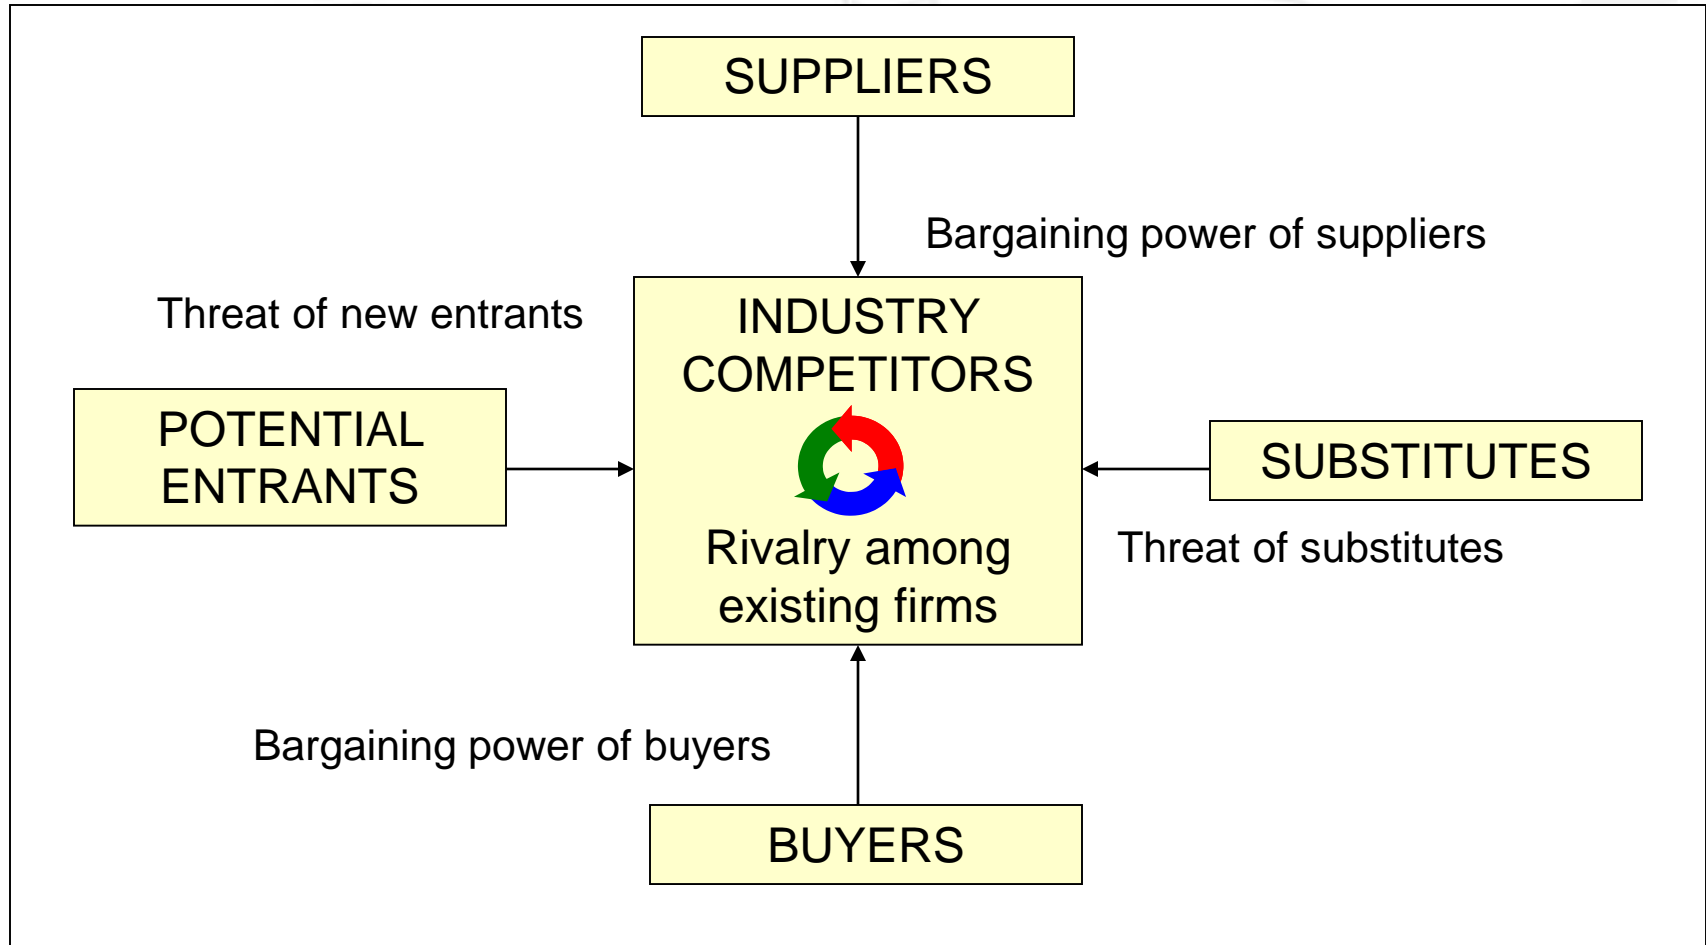 SUPPLIERS
Bargaining power of suppliers
Threat of new entrants
INDUSTRY
COMPETITORS
POTENTIAL
ENTRANTS
SUBSTITUTES
Rivalry among
existing firms
Threat of substitutes
Bargaining power of buyers
BUYERS